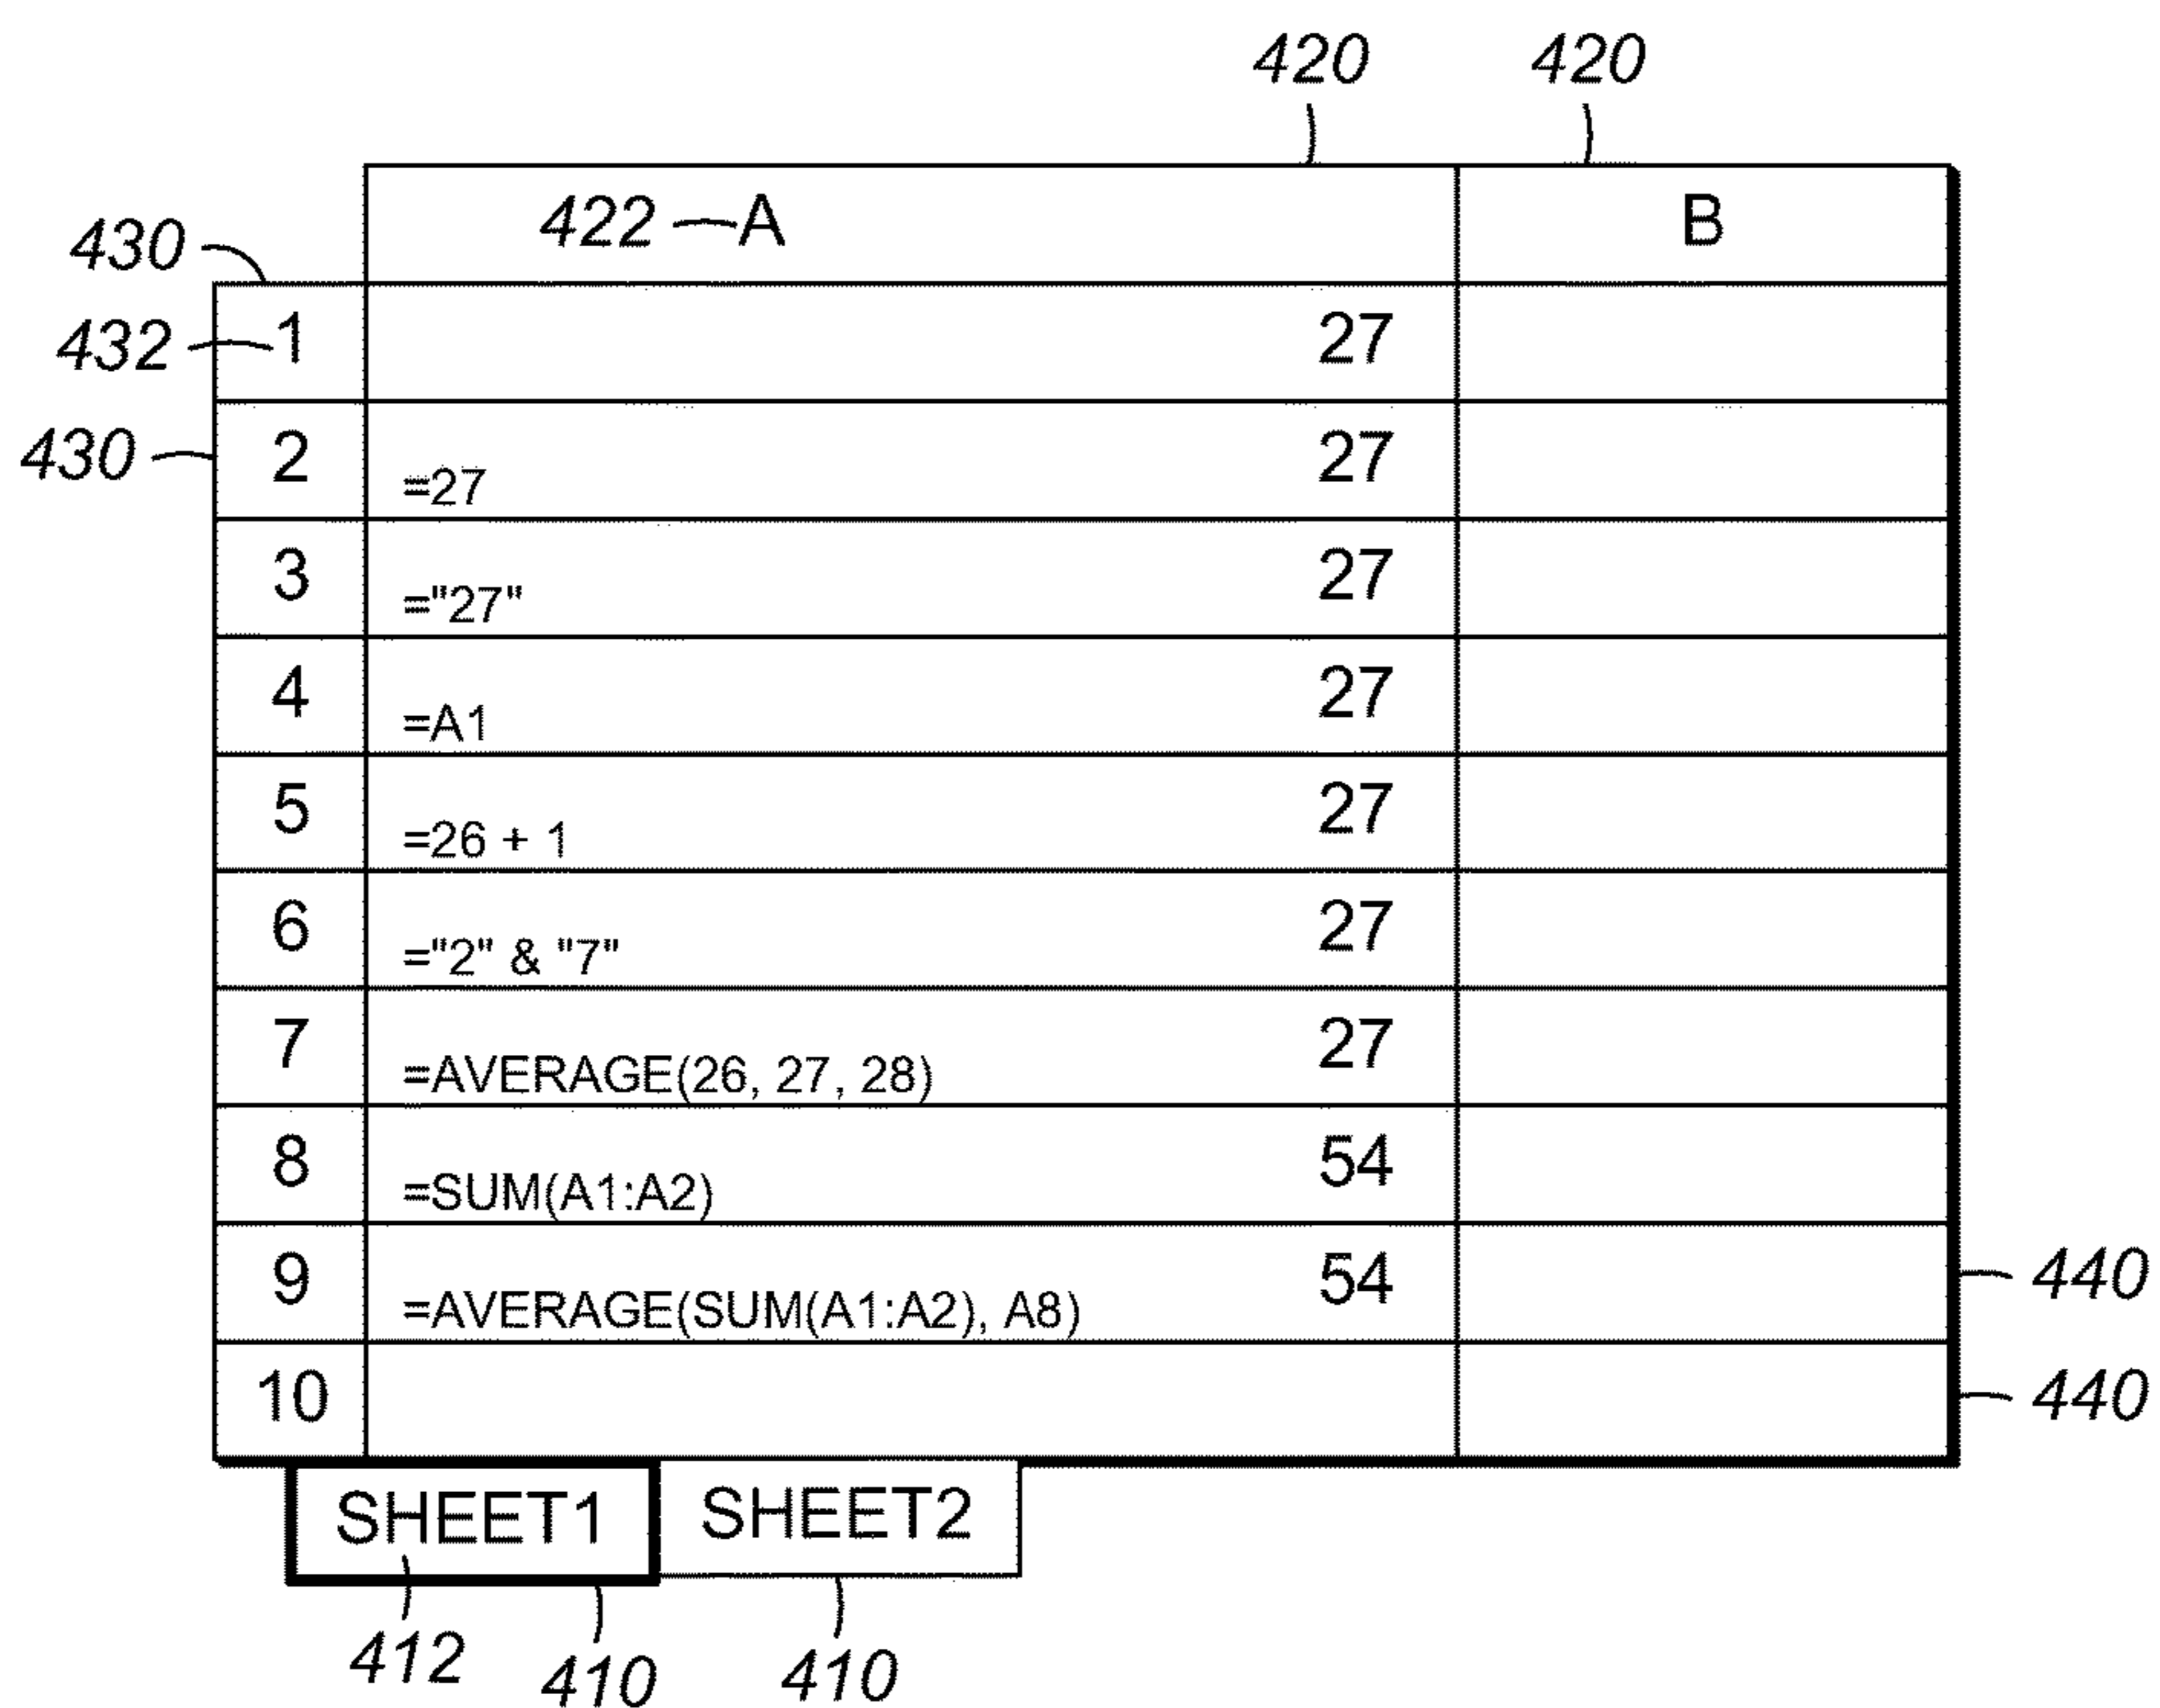 420 420
422 A B
430
432 1 27
430 2 =27 27
3 ="27" 27
4 =A1 27
5 =26 + 1 27
6 ="2" & "7" 27
7 =AVERAGE(26, 27, 28) 27
8 =SUM(A1:A2) 54
9 =AVERAGE(SUM(A1:A2), A8) 54 440
10 440
SHEET1 SHEET2
412 410 410